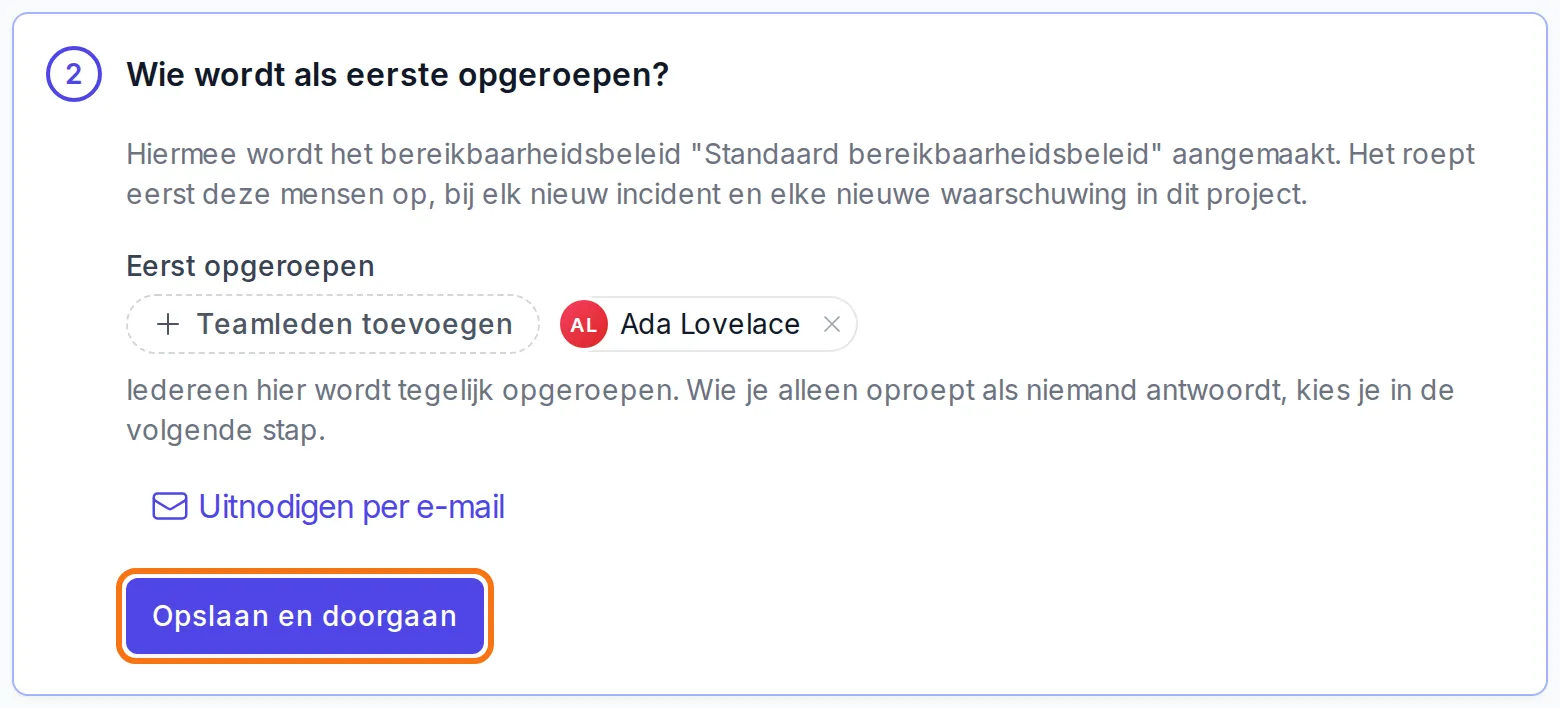 2
Wie wordt als eerste opgeroepen?
Hiermee wordt het bereikbaarheidsbeleid "Standaard bereikbaarheidsbeleid" aangemaakt. Het roept
eerst deze mensen op, bij elk nieuw incident en elke nieuwe waarschuwing in dit project.
Eerst opgeroepen
Teamleden toevoegen
AL Ada Lovelace
Iedereen hier wordt tegelijk opgeroepen. Wie je alleen oproept als niemand antwoordt, kies je in de
volgende stap.
Uitnodigen per e-mail
Opslaan en doorgaan